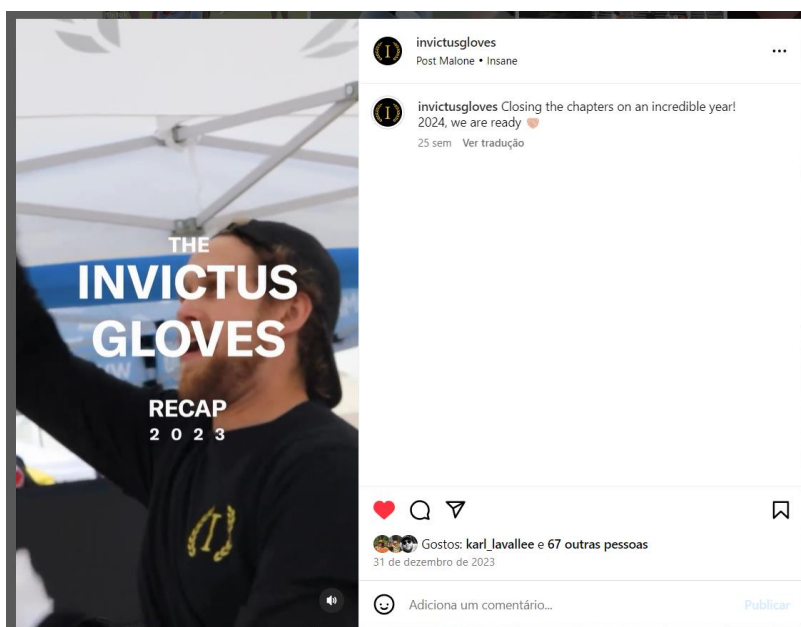 THE
INVICTUS
GLOVES
RECAP
2 0 2 3
I
invictusgloves
Post Malone • Insane
invictusgloves Closing the chapters on an incredible year!
2024, we are ready
25 sem Ver tradução
Gostos: karl_lavallee e 67 outras pessoas
31 de dezembro de 2023
Adiciona um comentário...
Publicar